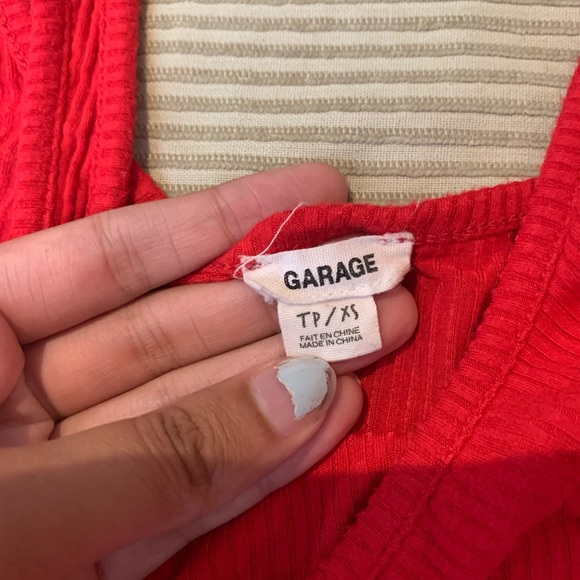 GARAGE
TP/XS
FAIT EN CHINE
MADE IN CHINA